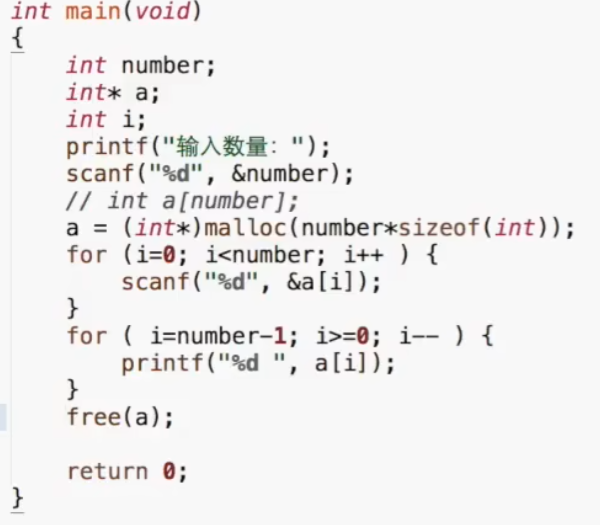 int main(void)
{
    int number;
    int* a;
    int i;
    printf("输入数量：");
    scanf("%d", &number);
    // int a[number];
    a = (int*)malloc(number*sizeof(int));
    for (i=0; i<number; i++ ) {
        scanf("%d", &a[i]);
    }
    for ( i=number-1; i>=0; i-- ) {
        printf("%d ", a[i]);
    }
    free(a);

    return 0;
}